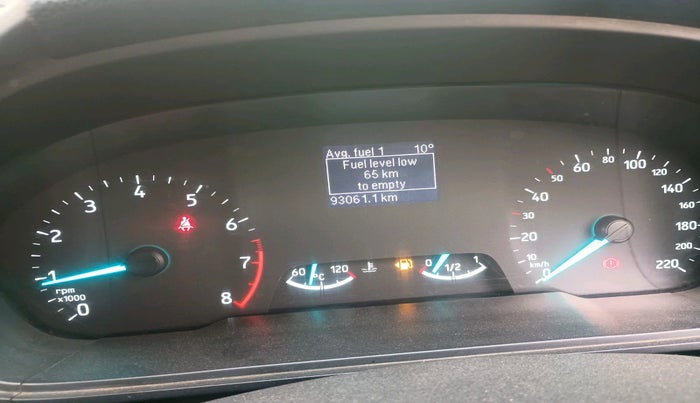 Avg. fuel 1 10°
Fuel level low
65 km
to empty
93061.1 km
0 1 2 3 4 5 6 7 8
rpm
x1000
60 °C 120
0 1/2 1
0 10 20 30 40 50 60 80 100 120 140 160 180 200 220
km/h